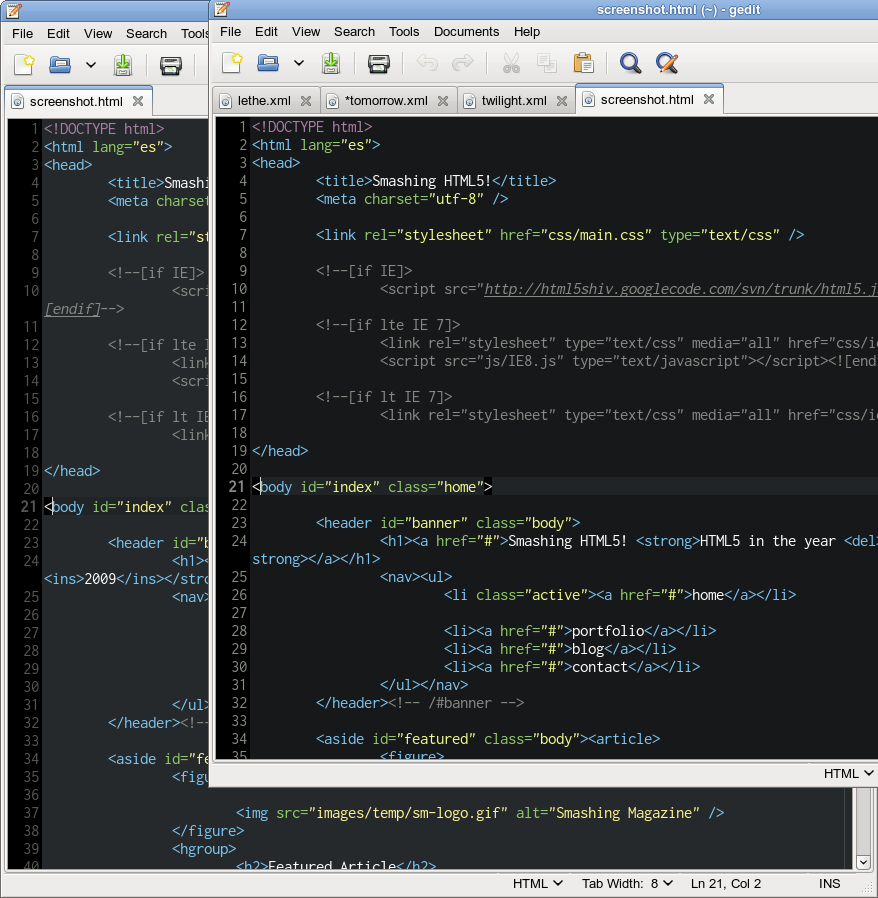 screenshot.html (~) - gedit
File Edit View Search Tools Documents Help
lethe.xml *tomorrow.xml twilight.xml screenshot.html
1 <!DOCTYPE html>
2 <html lang="es">
3 <head>
4 <title>Smashing HTML5!</title>
5 <meta charset="utf-8" />
6
7 <link rel="stylesheet" href="css/main.css" type="text/css" />
8
9 <!--[if IE]>
10 <script src="http://html5shiv.googlecode.com/svn/trunk/html5.j
11
12 <!--[if lte IE 7]>
13 <link rel="stylesheet" type="text/css" media="all" href="css/i
14 <script src="js/IE8.js" type="text/javascript"></script><![end
15
16 <!--[if lt IE 7]>
17 <link rel="stylesheet" type="text/css" media="all" href="css/i
18
19 </head>
20
21 <body id="index" class="home">
22
23 <header id="banner" class="body">
24 <h1><a href="#">Smashing HTML5! <strong>HTML5 in the year <del>
strong></a></h1>
25 <nav><ul>
26 <li class="active"><a href="#">home</a></li>
27
28 <li><a href="#">portfolio</a></li>
29 <li><a href="#">blog</a></li>
30 <li><a href="#">contact</a></li>
31 </ul></nav>
32 </header><!-- /#banner -->
33
34 <aside id="featured" class="body"><article>
35 <figure>
HTML
File Edit View Search Tools
screenshot.html
1 <!DOCTYPE html>
2 <html lang="es">
3 <head>
4 <title>Smashi
5 <meta charset
6
7 <link rel="st
8
9 <!--[if IE]>
10 <scri
[endif]-->
11
12 <!--[if lte I
13 <link
14 <scri
15
16 <!--[if lt IE
17 <link
18
19 </head>
20
21 <body id="index" clas
22
23 <header id="b
24 <h1><
<ins>2009</ins></stro
25 <nav>
26
27
28
29
30
31 </ul>
32 </header><!--
33
34 <aside id="fe
35 <figu
36
37 <img src="images/temp/sm-logo.gif" alt="Smashing Magazine" />
38 </figure>
39 <hgroup>
40 <h2>Featured Article</h2>
HTML Tab Width: 8 Ln 21, Col 2 INS